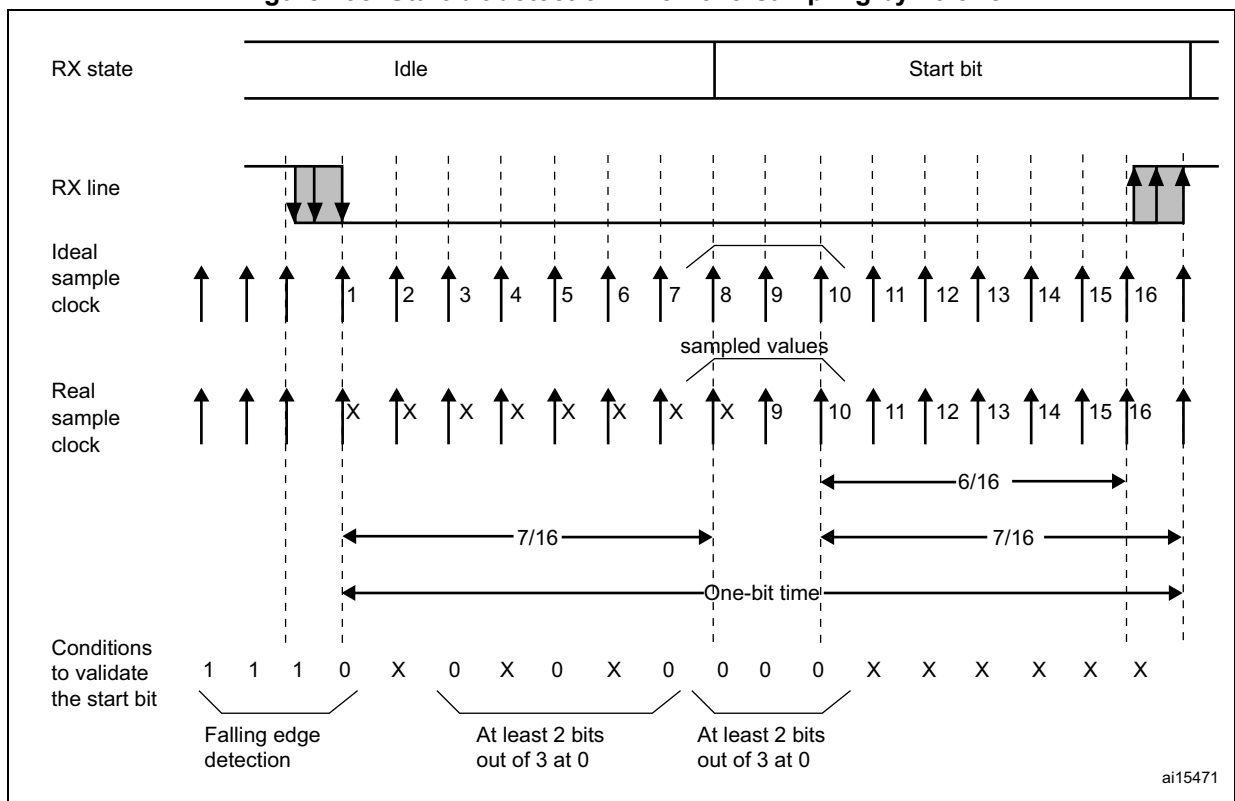 RX state
Idle
Start bit
RX line
Ideal
sample
clock
1 2 3 4 5 6 7 8 9 10 11 12 13 14 15 16
sampled values
Real
sample
clock
X X X X X X X X 9 10 11 12 13 14 15 16
6/16
7/16
7/16
One-bit time
Conditions
to validate
the start bit
1 1 1 0 X 0 X 0 X 0 0 0 0 X X X X X X
Falling edge
detection
At least 2 bits
out of 3 at 0
At least 2 bits
out of 3 at 0
ai15471